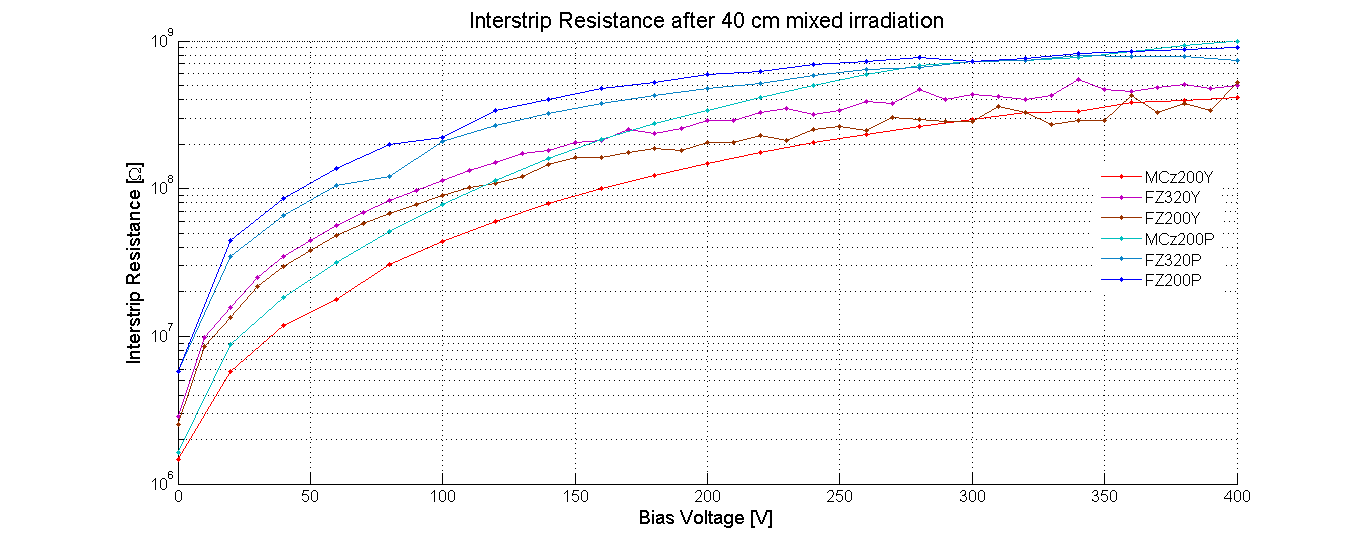 Interstrip Resistance after 40 cm mixed irradiation
Interstrip Resistance [Ω]
10^9
10^8
10^7
10^6
0 50 100 150 200 250 300 350 400
Bias Voltage [V]
MCz200Y
FZ320Y
FZ200Y
MCz200P
FZ320P
FZ200P